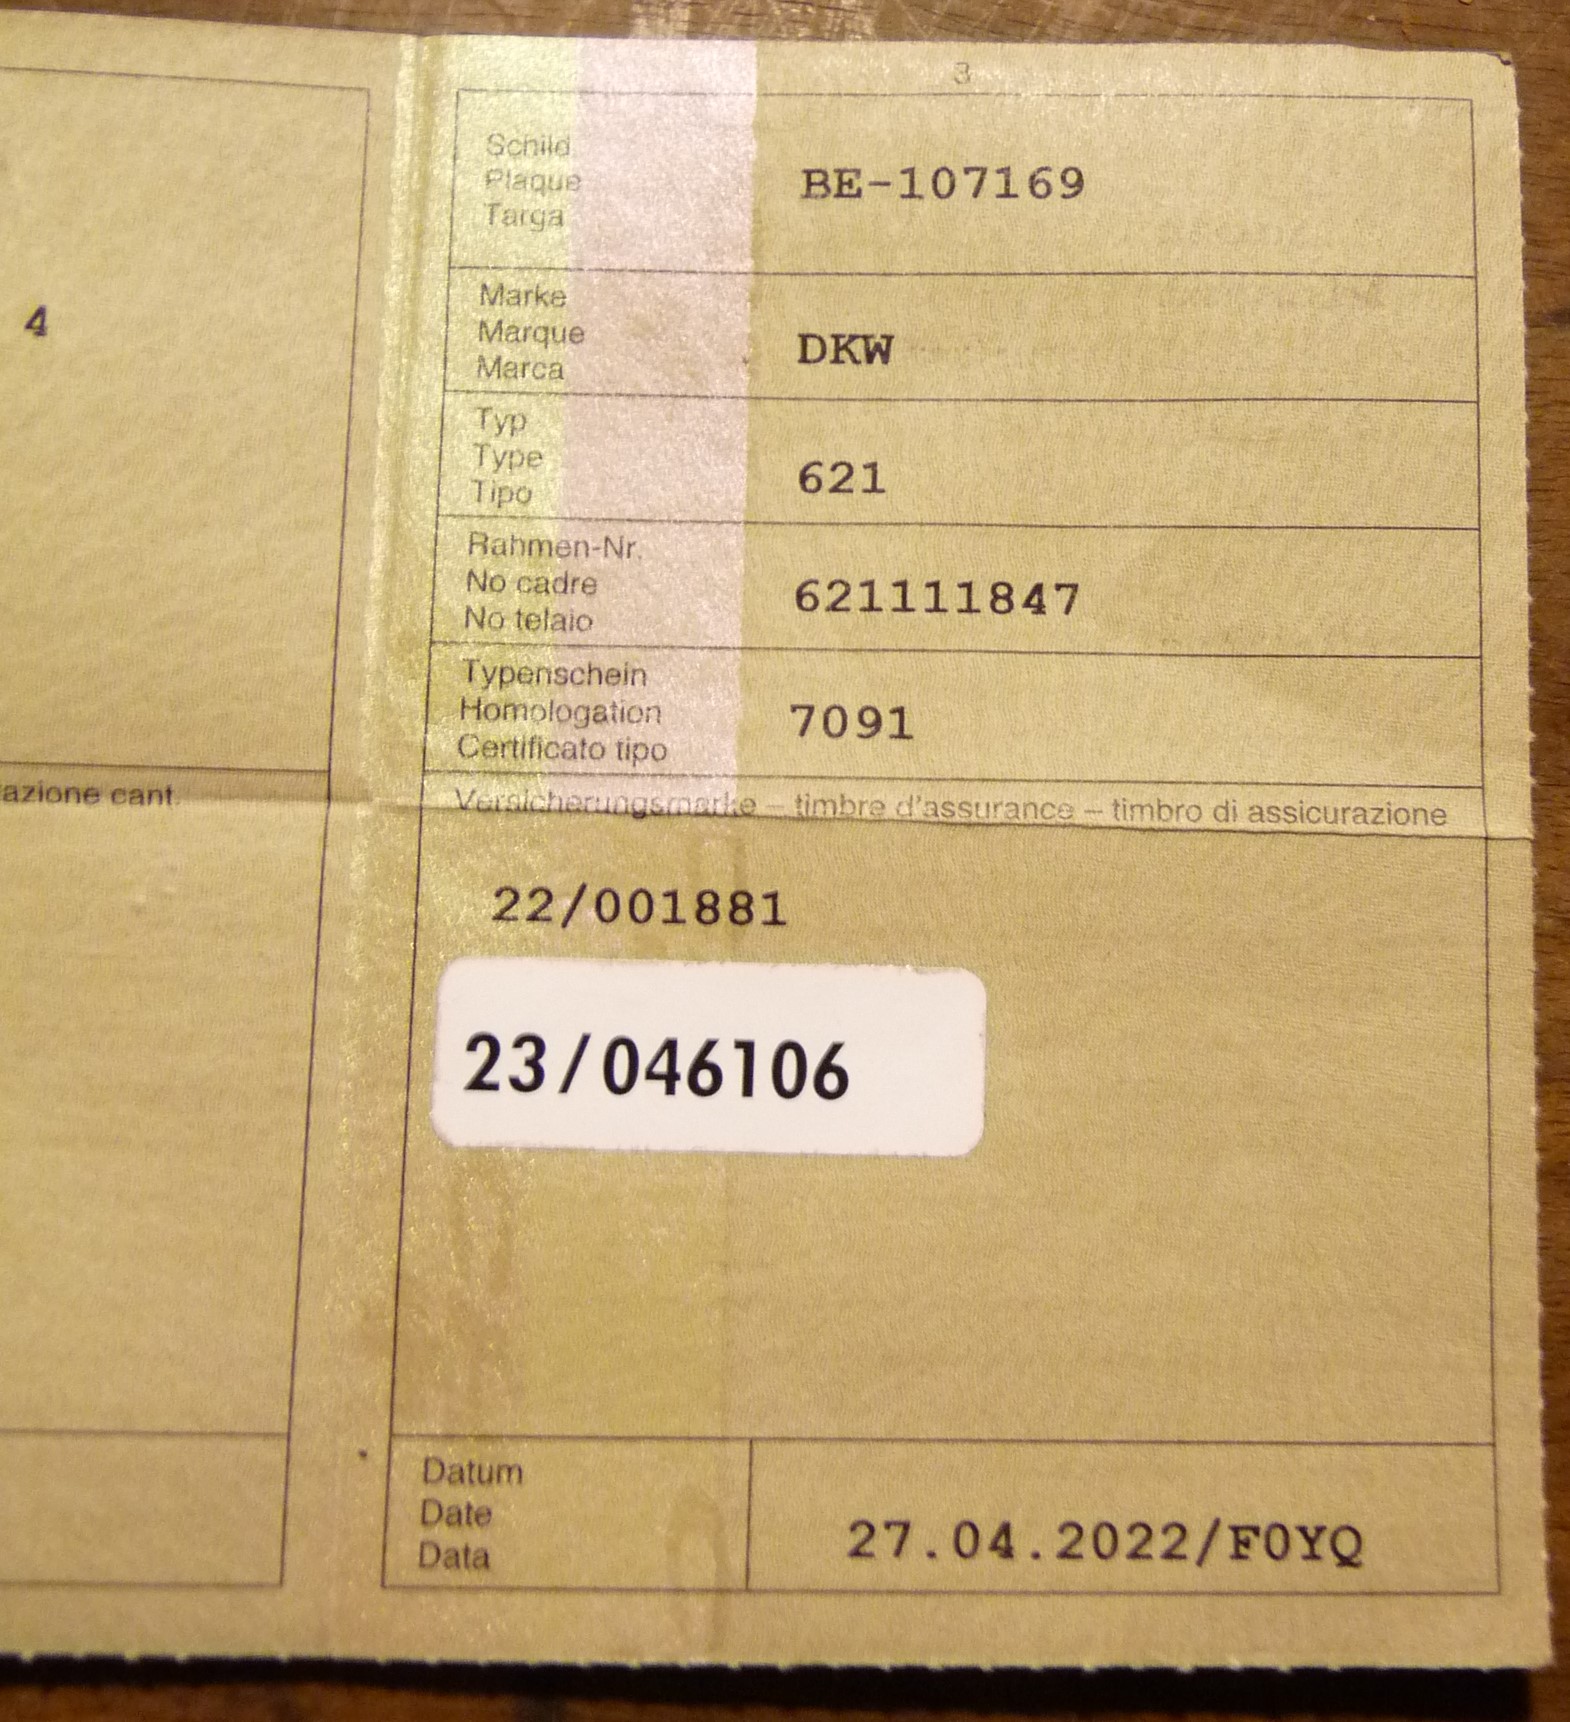 4
azione cant.
3
Schild
Plaque
Targa
BE-107169
Marke
Marque
Marca
DKW
Typ
Type
Tipo
621
Rahmen-Nr.
No cadre
No telaio
621111847
Typenschein
Homologation
Certificato tipo
7091
Versicherungsmarke – timbre d'assurance – timbro di assicurazione
22/001881
23/046106
Datum
Date
Data
27.04.2022/F0YQ